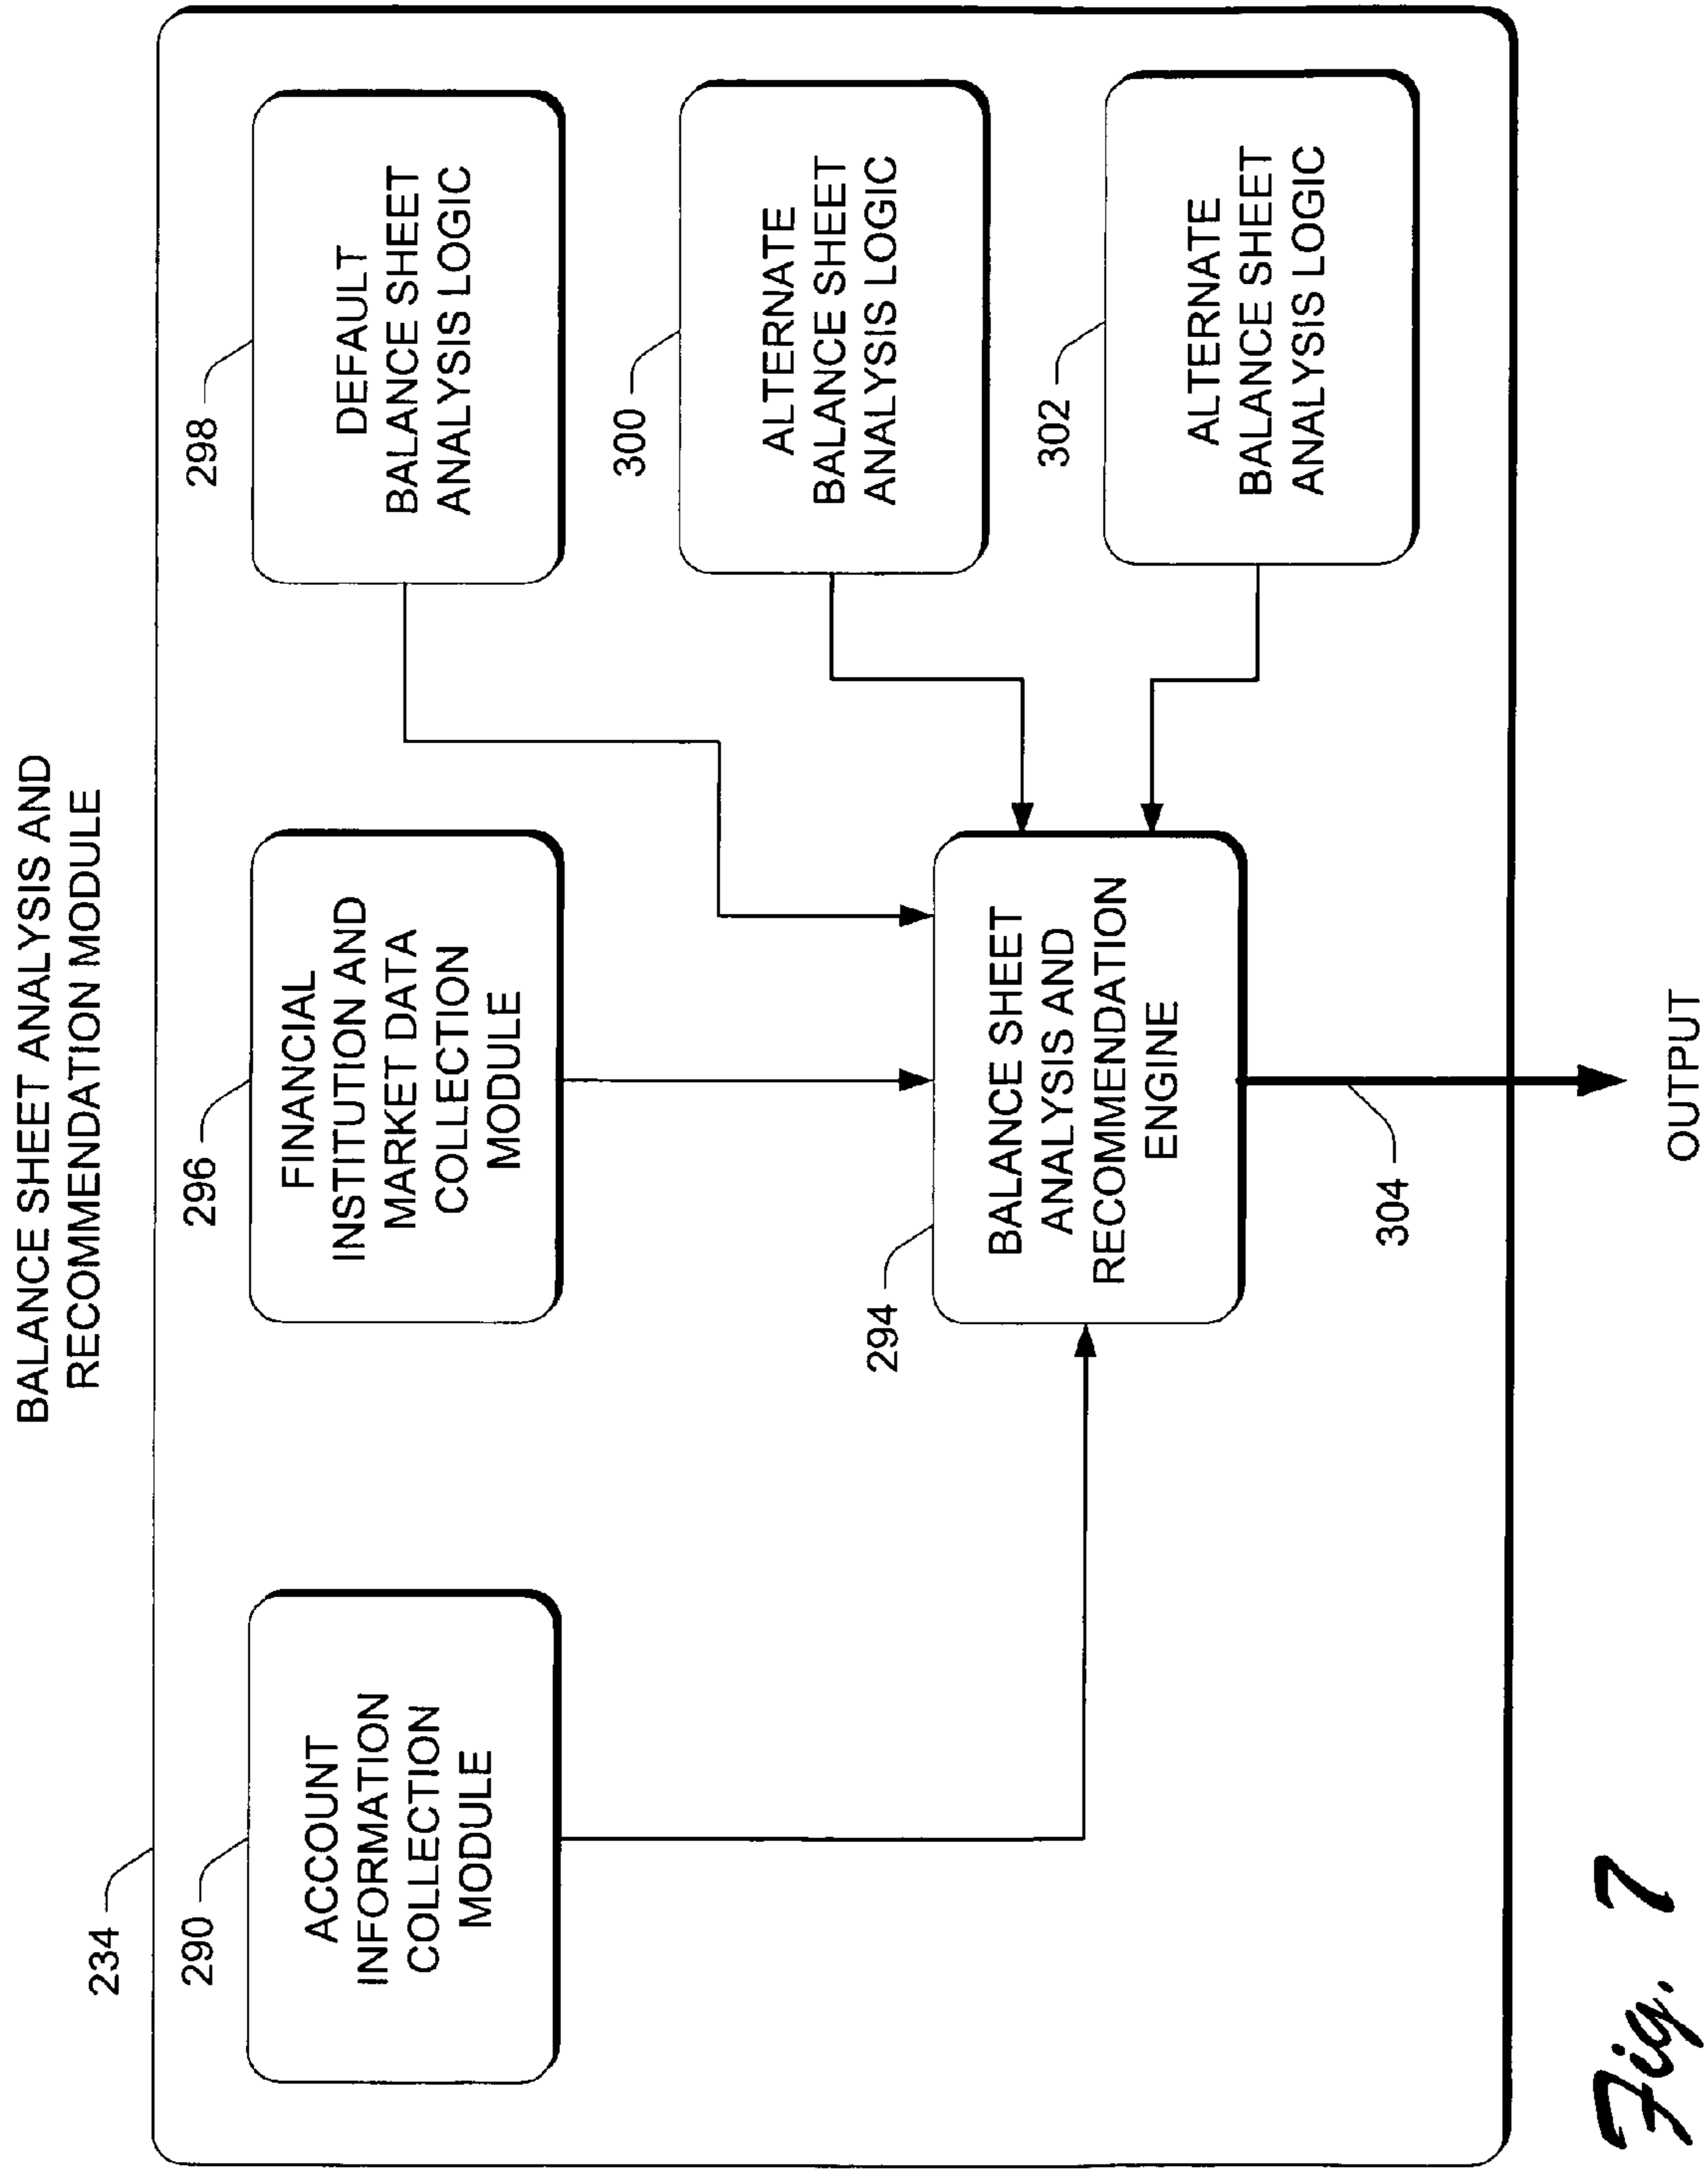 BALANCE SHEET ANALYSIS AND
RECOMMENDATION MODULE
234
290
ACCOUNT
INFORMATION
COLLECTION
MODULE
296
FINANCIAL
INSTITUTION AND
MARKET DATA
COLLECTION
MODULE
298
DEFAULT
BALANCE SHEET
ANALYSIS LOGIC
300
ALTERNATE
BALANCE SHEET
ANALYSIS LOGIC
302
ALTERNATE
BALANCE SHEET
ANALYSIS LOGIC
294
BALANCE SHEET
ANALYSIS AND
RECOMMENDATION
ENGINE
304
OUTPUT
Fig. 7